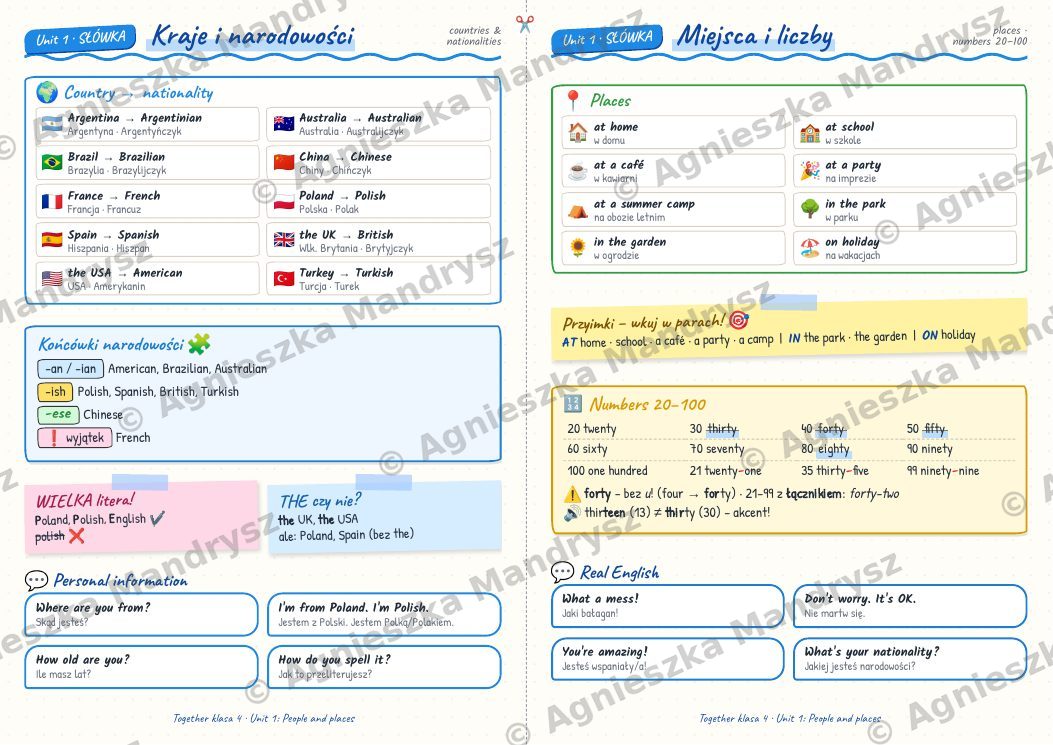 Unit 1 · SŁÓWKA
Kraje i narodowości
countries &
nationalities
Country → nationality
Argentina → Argentinian
Argentyna · Argentyńczyk
Australia → Australian
Australia · Australijczyk
Brazil → Brazilian
Brazylia · Brazylijczyk
China → Chinese
Chiny · Chińczyk
France → French
Francja · Francuz
Poland → Polish
Polska · Polak
Spain → Spanish
Hiszpania · Hiszpan
the UK → British
Wlk. Brytania · Brytyjczyk
the USA → American
USA · Amerykanin
Turkey → Turkish
Turcja · Turek
Końcówki narodowości
-an / -ian American, Brazilian, Australian
-ish Polish, Spanish, British, Turkish
-ese Chinese
❗ wyjątek French
WIELKA litera!
Poland, Polish, English ✔
polish ❌
THE czy nie?
the UK, the USA
ale: Poland, Spain (bez the)
Personal information
Where are you from?
Skąd jesteś?
I'm from Poland. I'm Polish.
Jestem z Polski. Jestem Polką/Polakiem.
How old are you?
Ile masz lat?
How do you spell it?
Jak to przeliterujesz?
Together klasa 4 · Unit 1: People and places
Unit 1 · SŁÓWKA
Miejsca i liczby
places ·
numbers 20–100
Places
at home
w domu
at school
w szkole
at a café
w kawiarni
at a party
na imprezie
at a summer camp
na obozie letnim
in the park
w parku
in the garden
w ogrodzie
on holiday
na wakacjach
Przyimki – wkuj w parach!
AT home · school · a café · a party · a camp | IN the park · the garden | ON holiday
1234 Numbers 20–100
20 twenty 30 thirty 40 forty 50 fifty
60 sixty 70 seventy 80 eighty 90 ninety
100 one hundred 21 twenty-one 35 thirty-five 99 ninety-nine
⚠ forty – bez u! (four → forty) · 21–99 z łącznikiem: forty-two
thirteen (13) ≠ thirty (30) – akcent!
Real English
What a mess!
Jaki bałagan!
Don't worry. It's OK.
Nie martw się.
You're amazing!
Jesteś wspaniały/a!
What's your nationality?
Jakiej jesteś narodowości?
Together klasa 4 · Unit 1: People and places
© Agnieszka Mandrysz